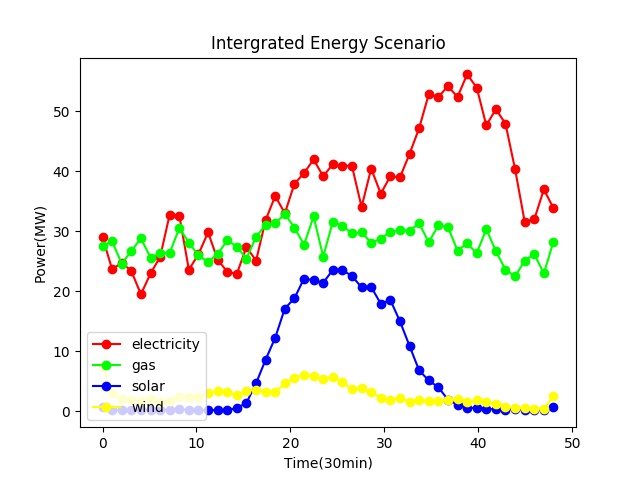 Intergrated Energy Scenario
Power(MW)
50
40
30
20
10
0
electricity
gas
solar
wind
0 10 20 30 40 50
Time(30min)